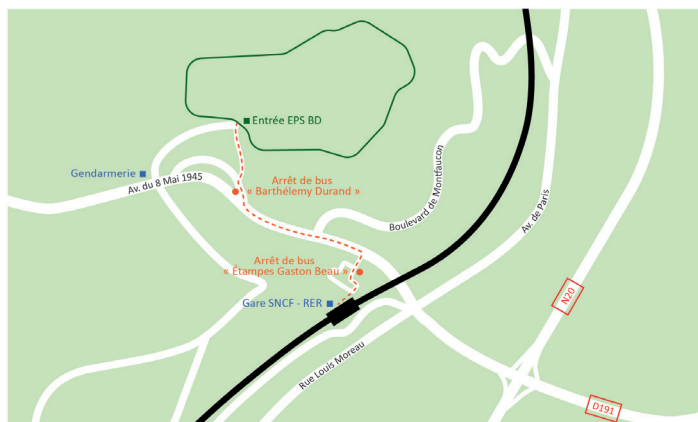 Entrée EPS BD
Gendarmerie
Av. du 8 Mai 1945
Arrêt de bus
« Barthélemy Durand »
Boulevard de Montfaucon
Av. de Paris
Arrêt de bus
« Étampes Gaston Beau »
Gare SNCF - RER
N20
Rue Louis Moreau
D191